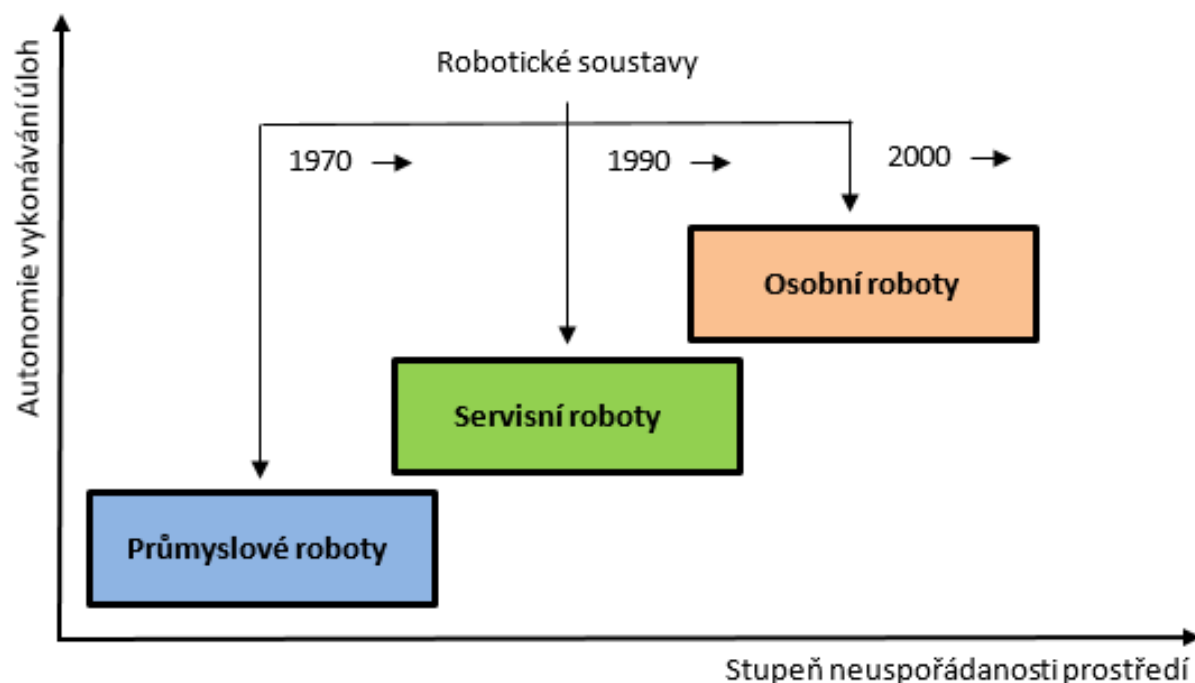 Autonomie vykonávání úloh
Robotické soustavy
1970
1990
2000
Osobní roboty
Servisní roboty
Průmyslové roboty
Stupeň neuspořádanosti prostředí